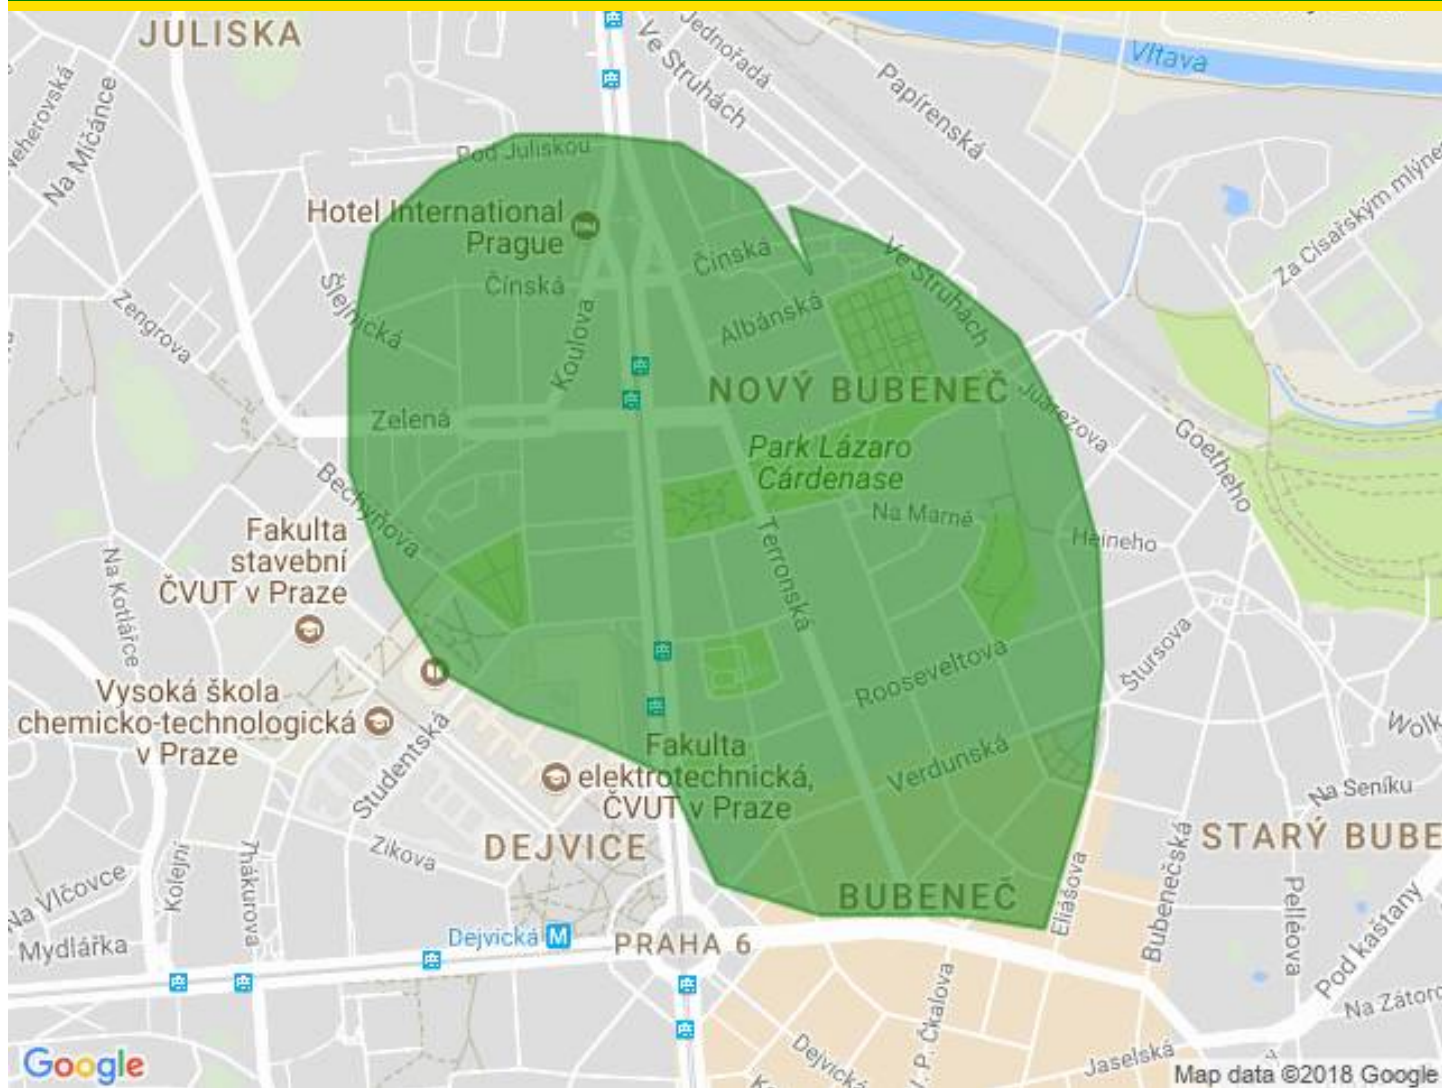 JULISKA
Jednořadá
Ve Struhách
Vltava
Papírenská
Na Míčánce
Pod Juliskou
Za Císařským mlýnem
Hotel International
Prague
Čínská
Čínská
Ve Struhách
Šlejnická
Zengrova
Koulova
Albánská
NOVÝ BUBENEČ
Juárezova
Zelená
Park Lázaro
Cárdenase
Goetheho
Bechyňova
Na Marně
Heineho
Terronská
Fakulta
stavební
ČVUT v Praze
Na Kotlářce
Rooseveltova
Štursova
Vysoká škola
chemicko-technologická
v Praze
Studentská
Wolk
Fakulta
elektrotechnická,
ČVUT v Praze
Verdunská
Na Seníku
DEJVICE
STARÝ BUBE
Zikova
Thákurova
Kolejní
Na Vlčovce
BUBENEČ
Eliášova
Bubenečská
Pelléova
Pod kaštany
Mydlářka
Dejvická M
PRAHA 6
J. P. Čkalova
Na Zátorc
Dejvická
Jaselská
Google
Map data ©2018 Google